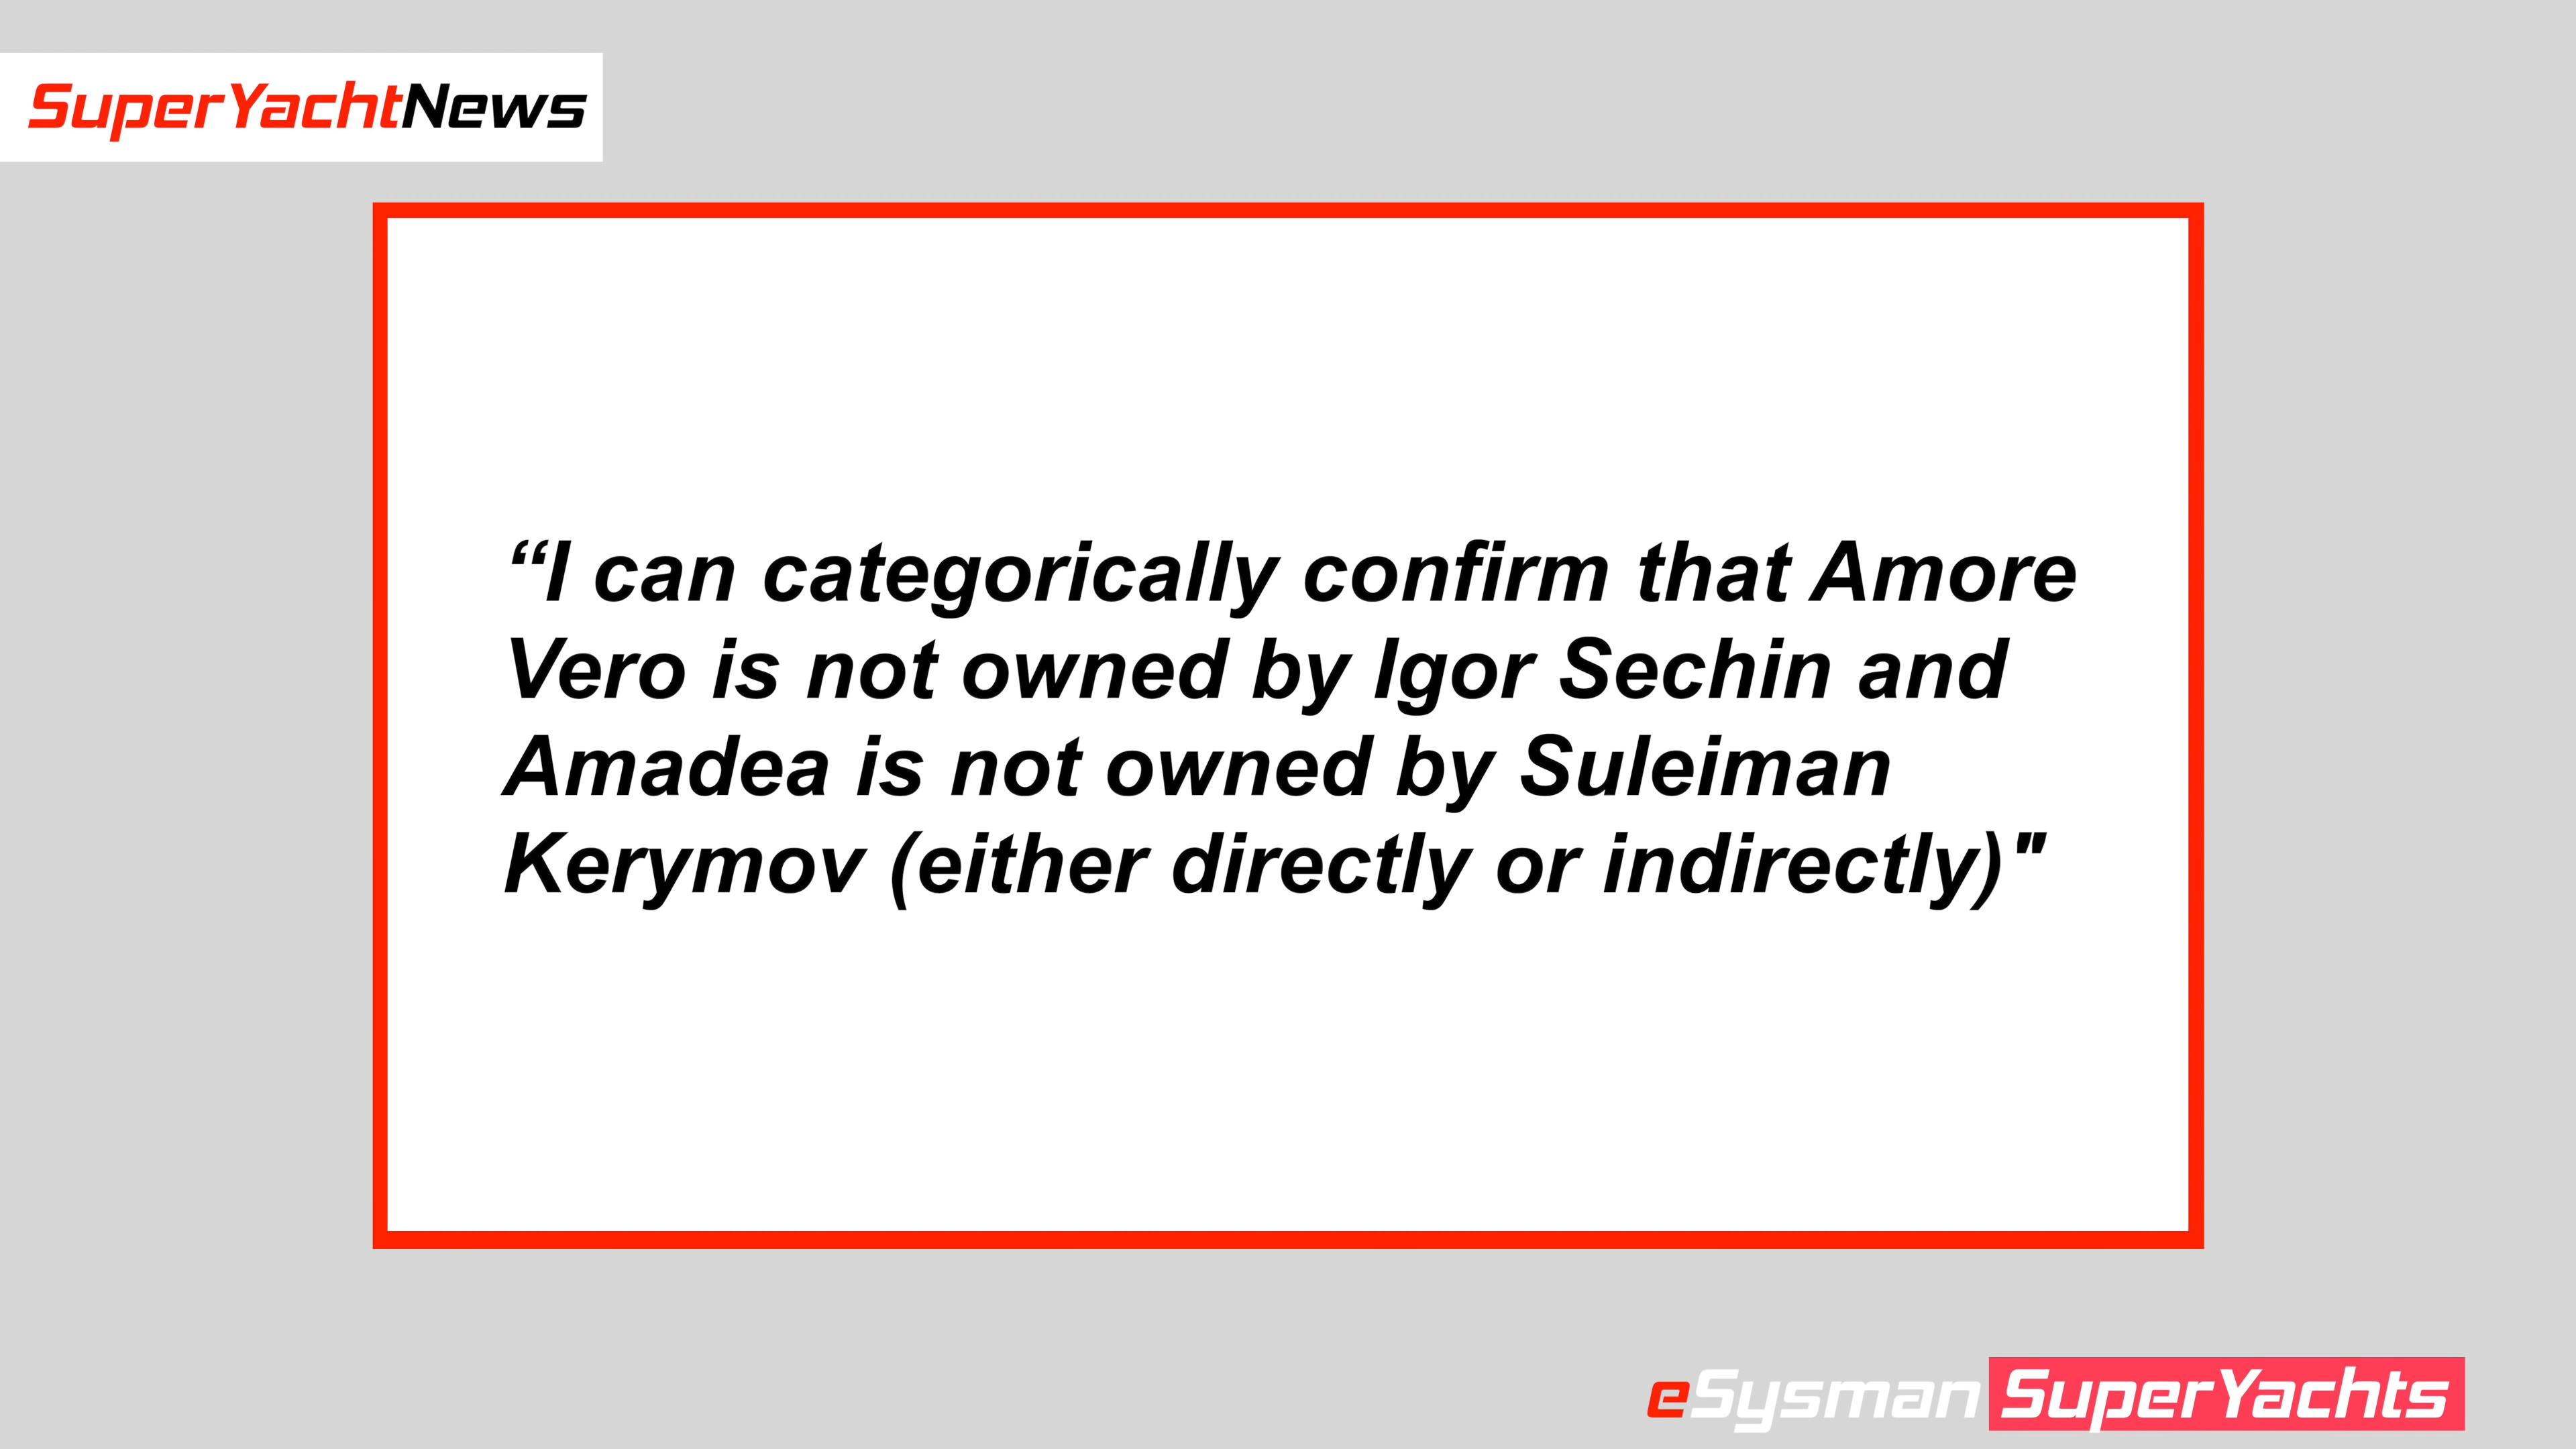 SuperYachtNews
“I can categorically confirm that Amore
Vero is not owned by Igor Sechin and
Amadea is not owned by Suleiman
Kerymov (either directly or indirectly)"
eSysman SuperYachts